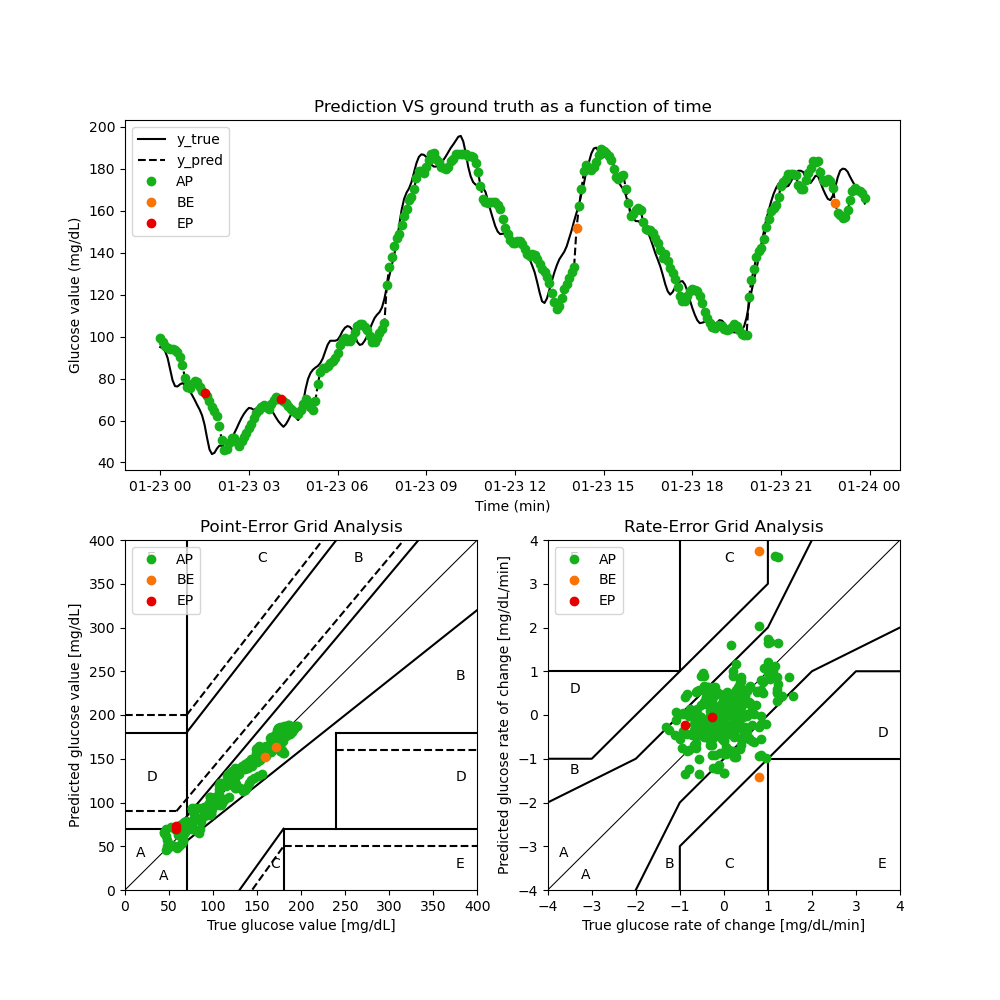 Prediction VS ground truth as a function of time
Glucose value (mg/dL)
200
180
160
140
120
100
80
60
40
y_true
y_pred
AP
BE
EP
01-23 00 01-23 03 01-23 06 01-23 09 01-23 12 01-23 15 01-23 18 01-23 21 01-24 00
Time (min)
Point-Error Grid Analysis
Predicted glucose value [mg/dL]
400
350
300
250
200
150
100
50
0
AP
BE
EP
C B
B
D D
A
A
C E
0 50 100 150 200 250 300 350 400
True glucose value [mg/dL]
Rate-Error Grid Analysis
Predicted glucose rate of change [mg/dL/min]
4
3
2
1
0
−1
−2
−3
−4
AP
BE
EP
C
D
D
B
A
A
B C E
−4 −3 −2 −1 0 1 2 3 4
True glucose rate of change [mg/dL/min]